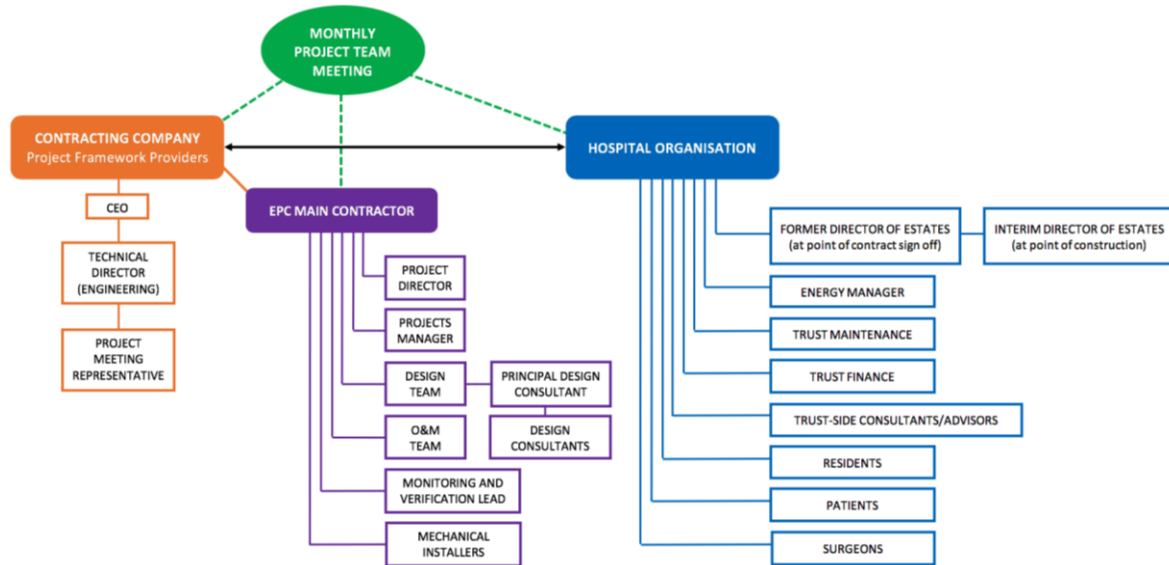 MONTHLY
PROJECT TEAM
MEETING
CONTRACTING COMPANY
Project Framework Providers
HOSPITAL ORGANISATION
EPC MAIN CONTRACTOR
CEO
TECHNICAL
DIRECTOR
(ENGINEERING)
PROJECT
MEETING
REPRESENTATIVE
PROJECT
DIRECTOR
PROJECTS
MANAGER
DESIGN
TEAM
PRINCIPAL DESIGN
CONSULTANT
O&M
TEAM
DESIGN
CONSULTANTS
MONITORING AND
VERIFICATION LEAD
MECHANICAL
INSTALLERS
FORMER DIRECTOR OF ESTATES
(at point of contract sign off)
INTERIM DIRECTOR OF ESTATES
(at point of construction)
ENERGY MANAGER
TRUST MAINTENANCE
TRUST FINANCE
TRUST-SIDE CONSULTANTS/ADVISORS
RESIDENTS
PATIENTS
SURGEONS